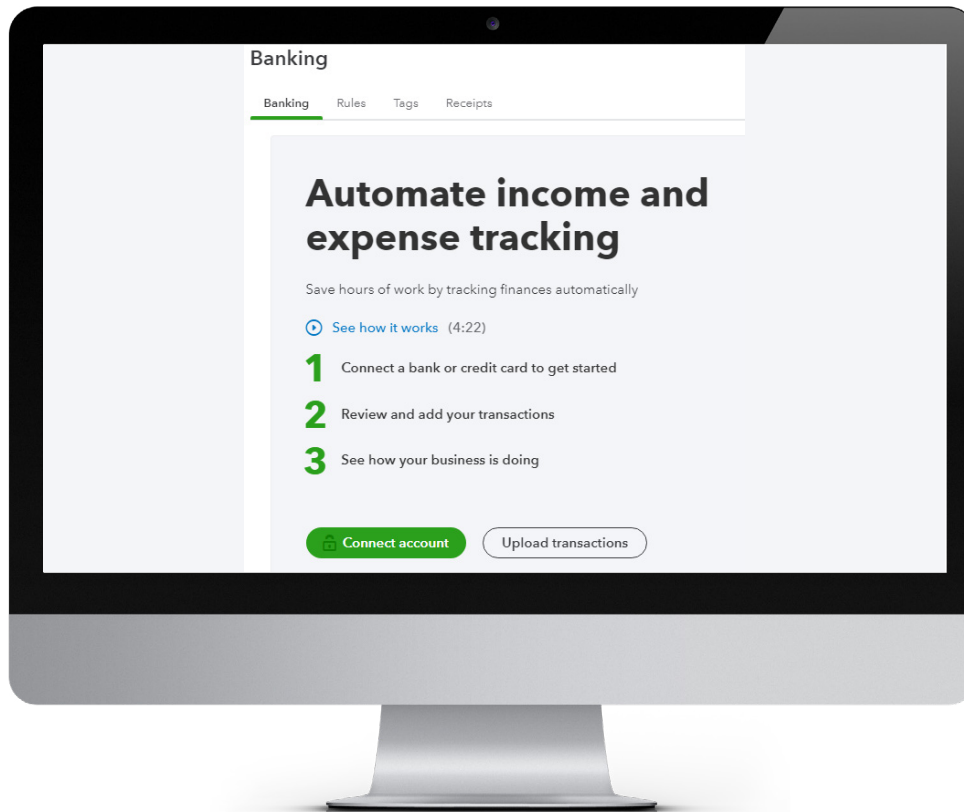 Banking
Banking Rules Tags Receipts
Automate income and
expense tracking
Save hours of work by tracking finances automatically
See how it works (4:22)
1 Connect a bank or credit card to get started
2 Review and add your transactions
3 See how your business is doing
Connect account Upload transactions